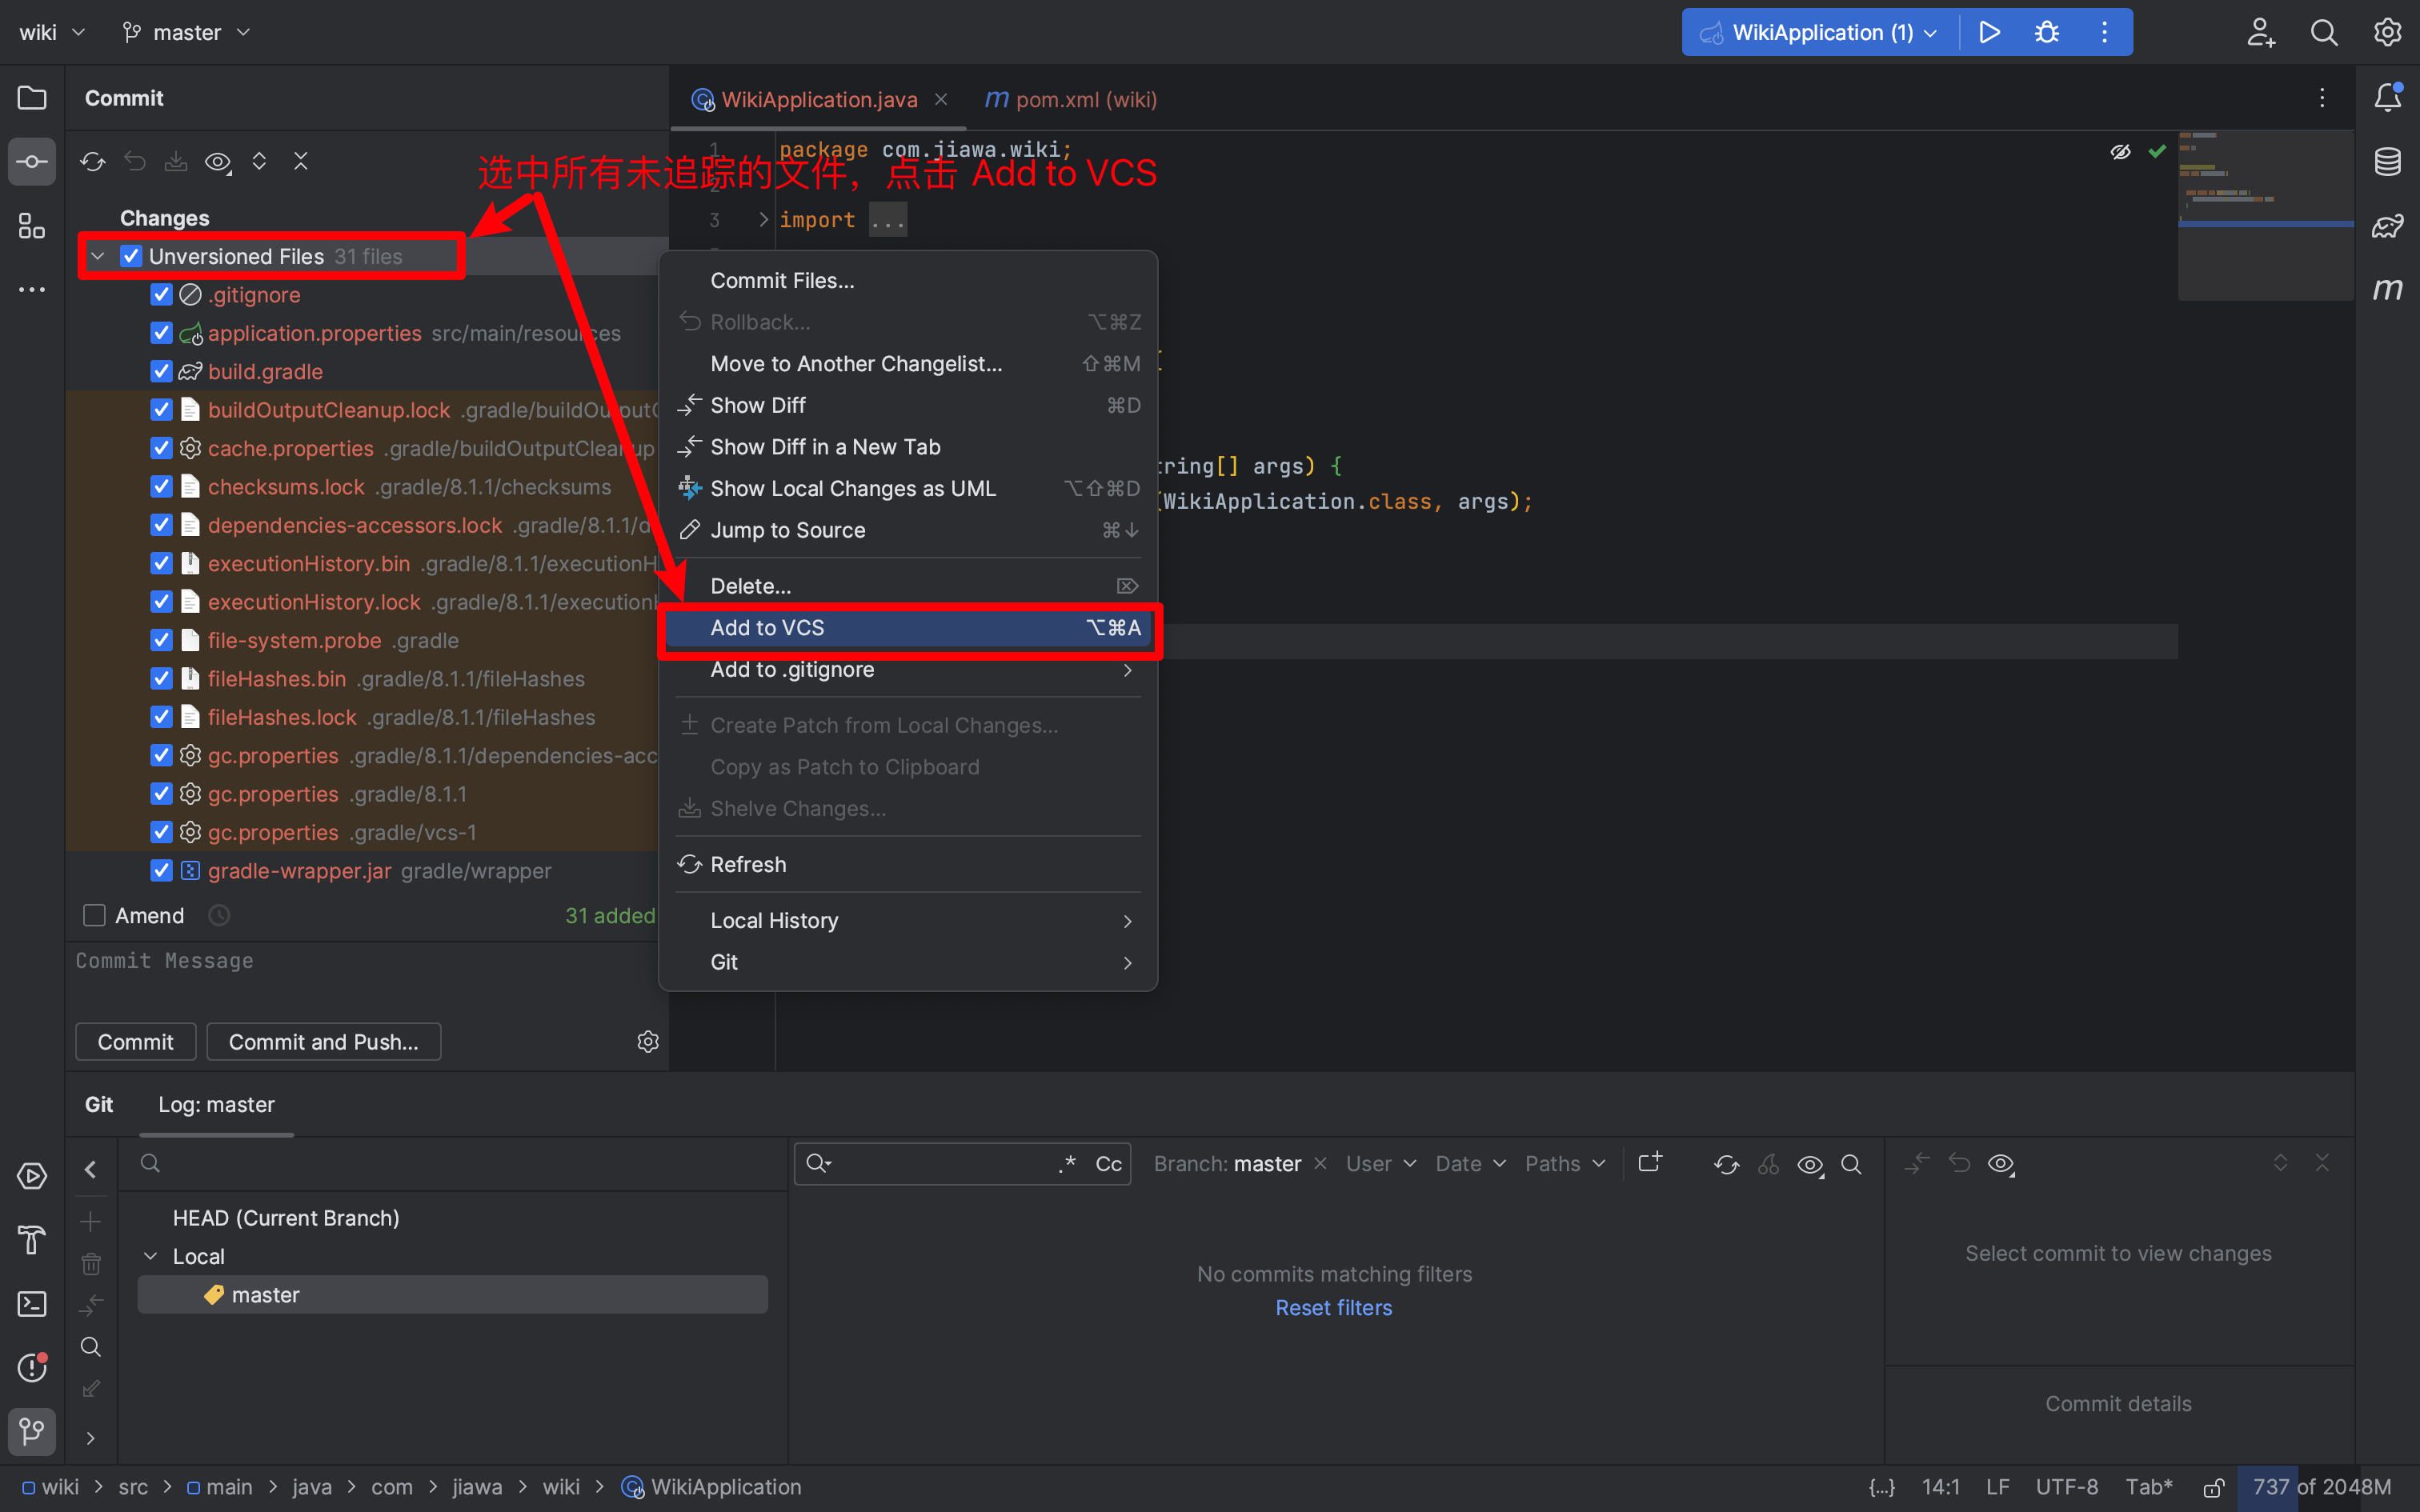 wiki master WikiApplication (1)
Commit WikiApplication.java pom.xml (wiki)
1 package com.jiawa.wiki;
选中所有未追踪的文件，点击 Add to VCS
Changes
3 import ...
Unversioned Files 31 files
.gitignore
application.properties src/main/resources
build.gradle
buildOutputCleanup.lock .gradle/buildOutputC
cache.properties .gradle/buildOutputCleanup
checksums.lock .gradle/8.1.1/checksums
dependencies-accessors.lock .gradle/8.1.1/d
executionHistory.bin .gradle/8.1.1/executionH
executionHistory.lock .gradle/8.1.1/execution
file-system.probe .gradle
fileHashes.bin .gradle/8.1.1/fileHashes
fileHashes.lock .gradle/8.1.1/fileHashes
gc.properties .gradle/8.1.1/dependencies-acc
gc.properties .gradle/8.1.1
gc.properties .gradle/vcs-1
gradle-wrapper.jar gradle/wrapper
Amend 31 added
Commit Message
Commit Commit and Push...
Commit Files...
Rollback... ⌥⌘Z
Move to Another Changelist... ⇧⌘M
Show Diff ⌘D
Show Diff in a New Tab
Show Local Changes as UML ⌥⇧⌘D
Jump to Source ⌘↓
Delete... ⌦
Add to VCS ⌥⌘A
Add to .gitignore
Create Patch from Local Changes...
Copy as Patch to Clipboard
Shelve Changes...
Refresh
Local History
Git
tring[] args) {
(WikiApplication.class, args);
Git Log: master
.* Cc Branch: master User Date Paths
HEAD (Current Branch)
Local
master
No commits matching filters
Reset filters
Select commit to view changes
Commit details
wiki > src > main > java > com > jiawa > wiki > WikiApplication {...} 14:1 LF UTF-8 Tab* 737 of 2048M